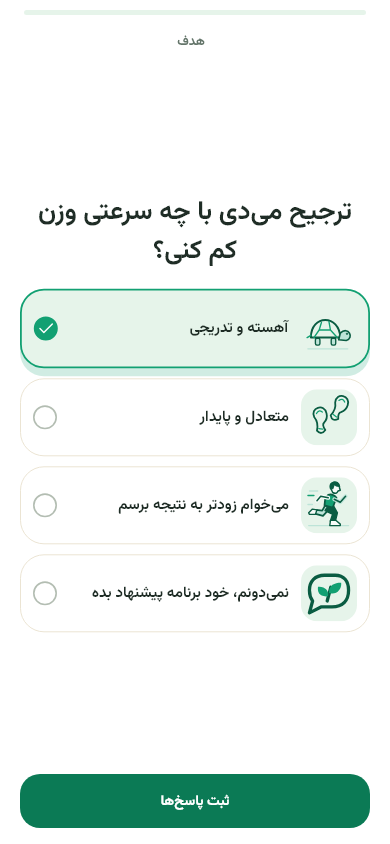 هدف
ترجیح می‌دی با چه سرعتی وزن
کم کنی؟
آهسته و تدریجی
متعادل و پایدار
می‌خوام زودتر به نتیجه برسم
نمی‌دونم، خود برنامه پیشنهاد بده
ثبت پاسخ‌ها